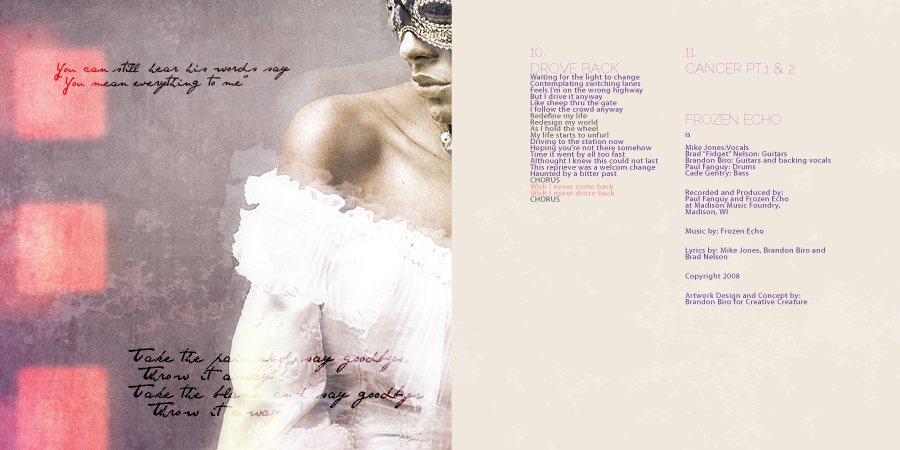 You can still hear his words say
"You mean everything to me"
Take the pain and say goodbye
Throw it away
Take the blame and say goodbye
Throw it away
10.
DROVE BACK
Waiting for the light to change
Contemplating switching lanes
Feels I'm on the wrong highway
But I drive it anyway
Like sheep thru the gate
I follow the crowd anyway
Redefine my life
Redesign my world
As I hold the wheel
My life starts to unfurl
Driving to the station now
Hoping you're not there somehow
Time it went by all too fast
Althought I knew this could not last
This reprieve was a welcom change
Haunted by a bitter past
CHORUS
Wish I never come back
Wish I never drove back
CHORUS
11.
CANCER PT.1 & 2
FROZEN ECHO
is
Mike Jones:Vocals
Brad "Fidget" Nelson: Guitars
Brandon Biro: Guitars and backing vocals
Paul Fanguy: Drums
Cade Gentry: Bass
Recorded and Produced by:
Paul Fanguy and Frozen Echo
at Madison Music Foundry,
Madison, WI
Music by: Frozen Echo
Lyrics by: Mike Jones, Brandon Biro and
Brad Nelson
Copyright 2008
Artwork Design and Concept by:
Brandon Biro for Creative Creature